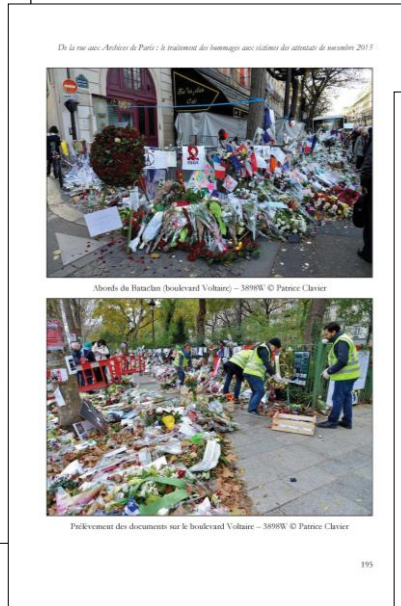 De la rue aux Archives de Paris : le traitement des hommages aux victimes des attentats de novembre 2015
Abords du Bataclan (boulevard Voltaire) – 3898W © Patrice Clavier
Prélèvement des documents sur le boulevard Voltaire – 3898W © Patrice Clavier
195